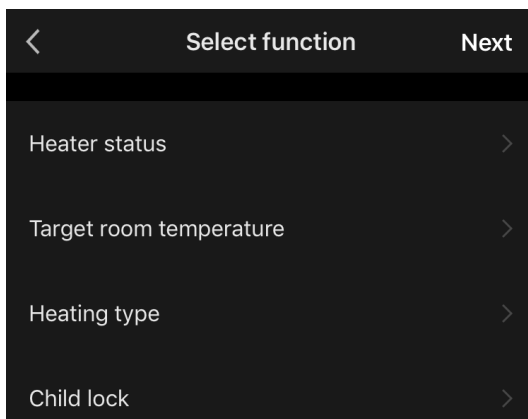 Select function
Next
Heater status
Target room temperature
Heating type
Child lock